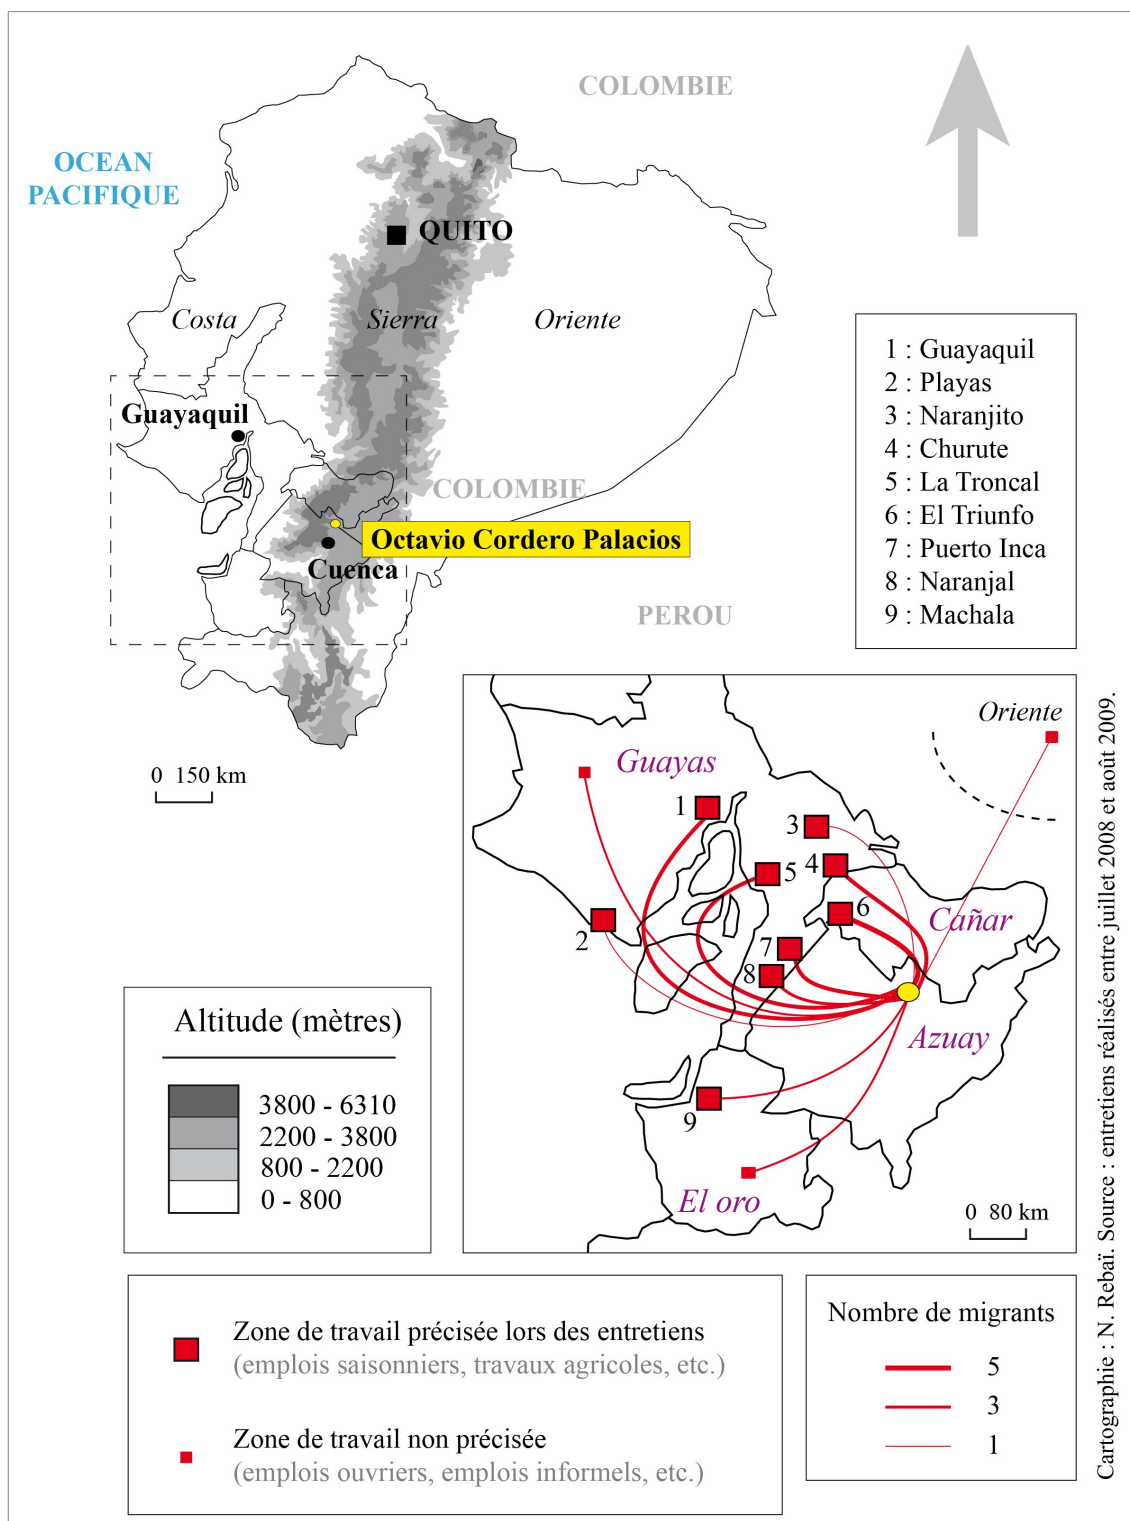 COLOMBIE
OCEAN
PACIFIQUE
QUITO
Costa
Sierra
Oriente
Guayaquil
COLOMBIE
Octavio Cordero Palacios
Cuenca
PEROU
0 150 km
1 : Guayaquil
2 : Playas
3 : Naranjito
4 : Churute
5 : La Troncal
6 : El Triunfo
7 : Puerto Inca
8 : Naranjal
9 : Machala
Oriente
Guayas
1
3
4
5
6
2
7
8
Cañar
Azuay
9
El oro
0 80 km
Altitude (mètres)
3800 - 6310
2200 - 3800
800 - 2200
0 - 800
Zone de travail précisée lors des entretiens
(emplois saisonniers, travaux agricoles, etc.)
Zone de travail non précisée
(emplois ouvriers, emplois informels, etc.)
Nombre de migrants
5
3
1
Cartographie : N. Rebaï. Source : entretiens réalisés entre juillet 2008 et août 2009.